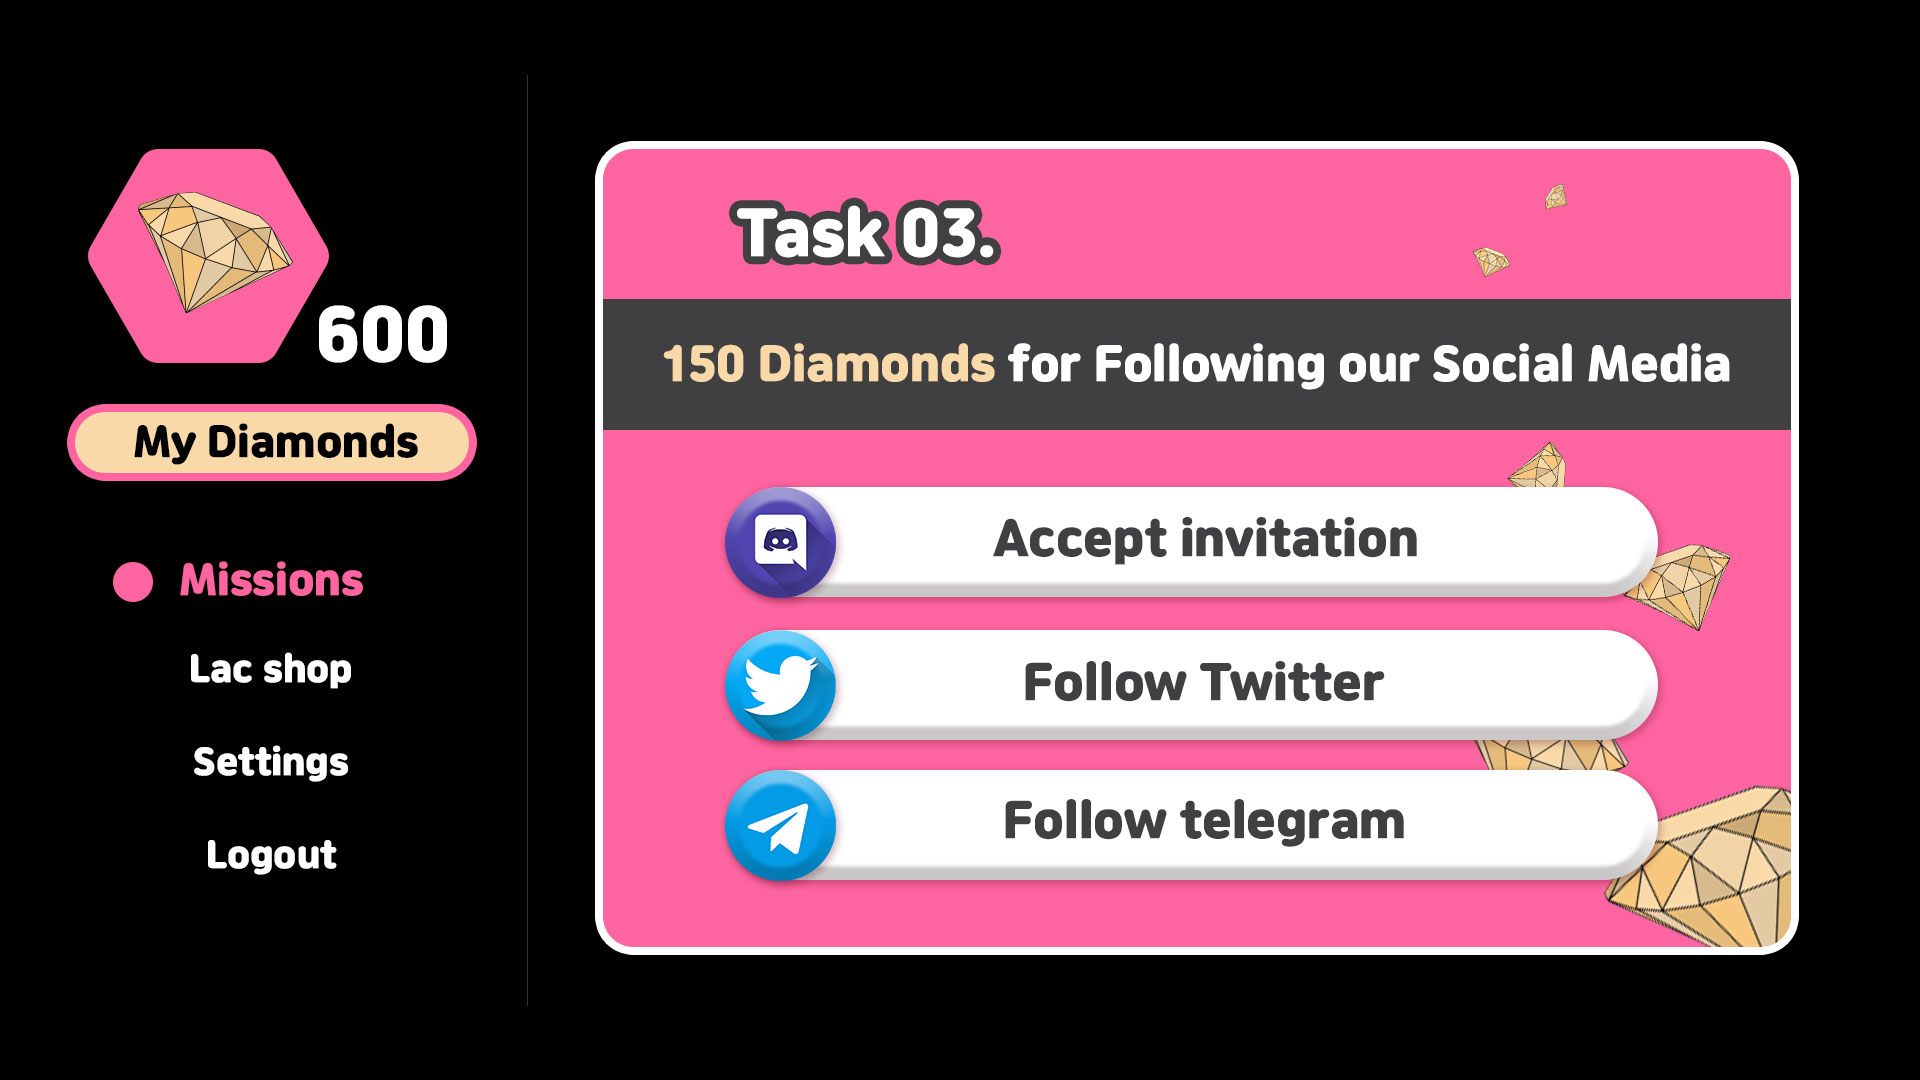 600
My Diamonds
Missions
Lac shop
Settings
Logout
Task 03.
150 Diamonds for Following our Social Media
Accept invitation
Follow Twitter
Follow telegram